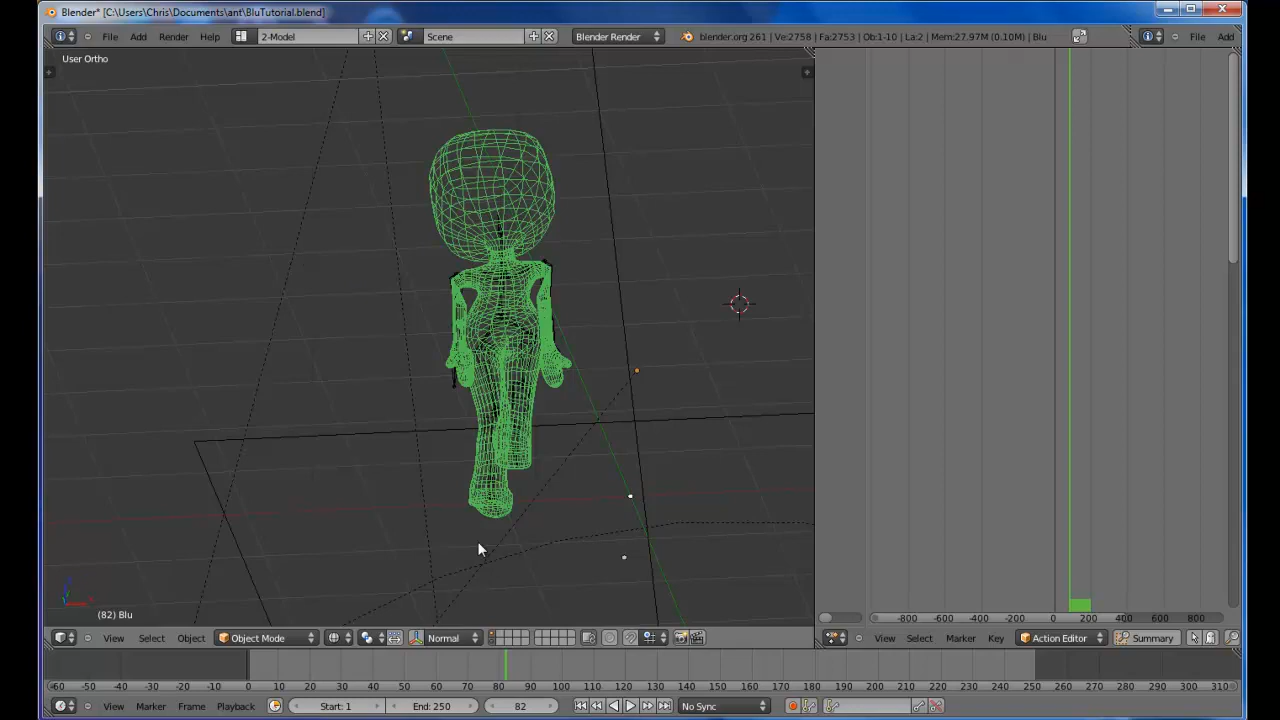 Blender* [C:\Users\Chris\Documents\ant\BluTutorial.blend]
File Add Render Help 2-Model Scene Blender Render blender.org 261 | Ve:2758 | Fa:2753 | Ob:1-10 | La:2 | Mem:27.97M (0.10M) | Blu File Add
User Ortho
(82) Blu
-800 -600 -400 -200 0 200 400 600 800
View Select Object Object Mode Normal View Select Marker Key Action Editor Summary
-60 -50 -40 -30 -20 -10 0 10 20 30 40 50 60 70 80 90 100 110 120 130 140 150 160 170 180 190 200 210 220 230 240 250 260 270 280 290 300 310
View Marker Frame Playback Start: 1 End: 250 82 No Sync